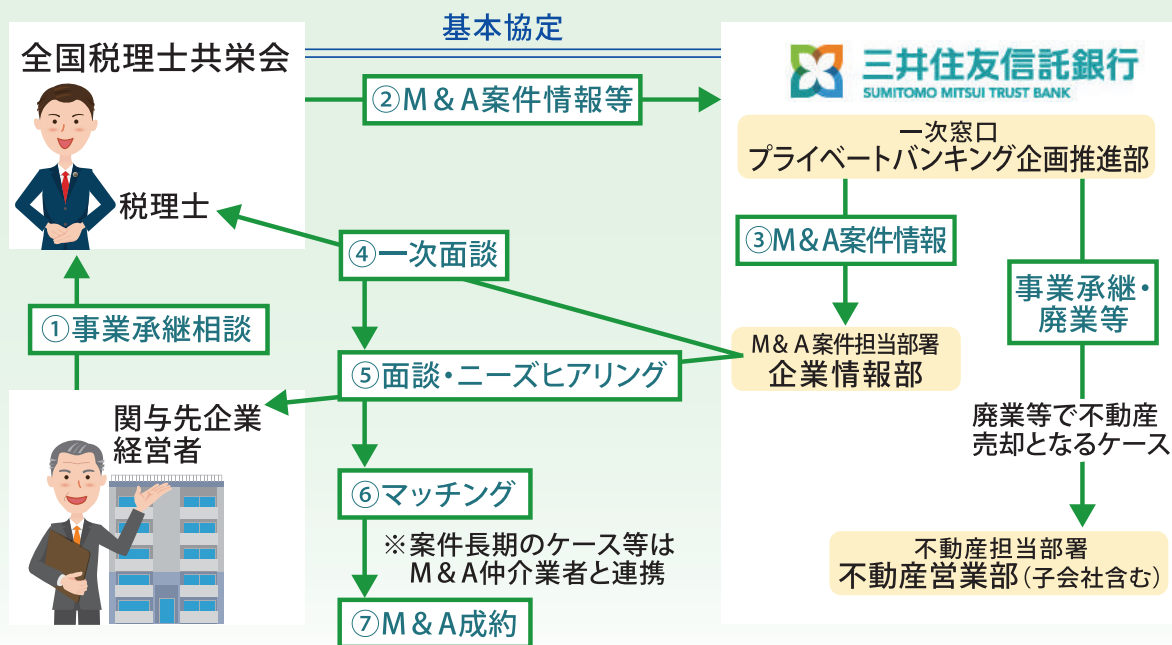 基本協定
全国税理士共栄会
税理士
②M&A案件情報等
三井住友信託銀行
SUMITOMO MITSUI TRUST BANK
一次窓口
プライベートバンキング企画推進部
③M&A案件情報
事業承継・
廃業等
④一次面談
①事業承継相談
⑤面談・ニーズヒアリング
M&A案件担当部署
企業情報部
関与先企業
経営者
廃業等で不動産
売却となるケース
⑥マッチング
※案件長期のケース等は
M&A仲介業者と連携
不動産担当部署
不動産営業部(子会社含む)
⑦M&A成約